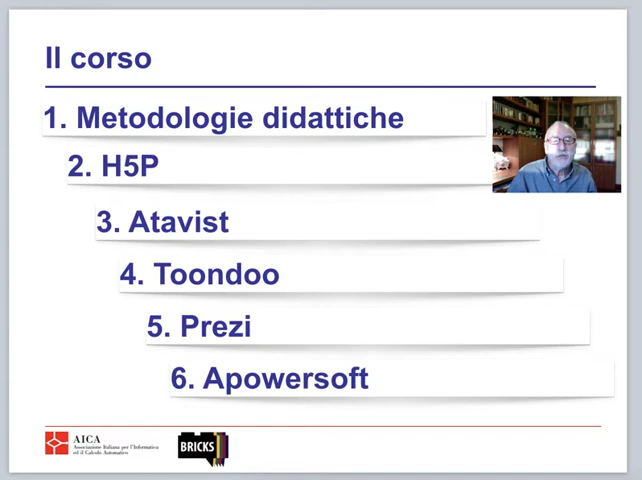 Il corso
1. Metodologie didattiche
2. H5P
3. Atavist
4. Toondoo
5. Prezi
6. Apowersoft
AICA
Associazione Italiana per l'Informatica
ed il Calcolo Automatico
BRICKS